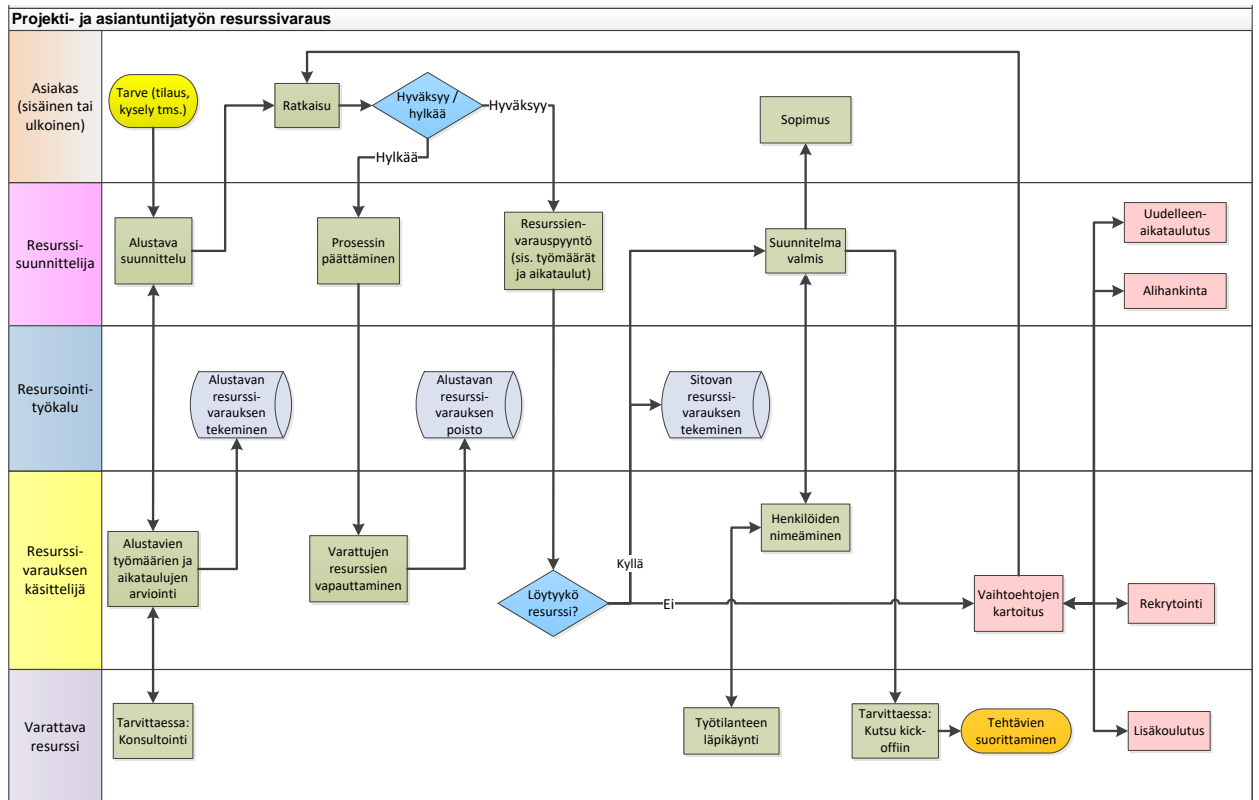 Projekti- ja asiantuntijatyön resurssivaraus
Asiakas
(sisäinen tai
ulkoinen)
Tarve (tilaus,
kysely tms.)
Ratkaisu
Hyväksyy /
hylkää
Hyväksyy
Hylkää
Sopimus
Resurssi-
suunnittelija
Alustava
suunnittelu
Prosessin
päättäminen
Resurssien-
varauspyyntö
(sis. työmäärät
ja aikataulut)
Suunnitelma
valmis
Uudelleen-
aikataulutus
Alihankinta
Resursointi-
työkalu
Alustavan
resurssi-
varauksen
tekeminen
Alustavan
resurssi-
varauksen
poisto
Sitovan
resurssi-
varauksen
tekeminen
Resurssi-
varauksen
käsittelijä
Alustavien
työmäärien ja
aikataulujen
arviointi
Varattujen
resurssien
vapauttaminen
Löytyykö
resurssi?
Kyllä
Ei
Henkilöiden
nimeäminen
Vaihtoehtojen
kartoitus
Rekrytointi
Varattava
resurssi
Tarvittaessa:
Konsultointi
Työtilanteen
läpikäynti
Tarvittaessa:
Kutsu kick-
offiin
Tehtävien
suorittaminen
Lisäkoulutus